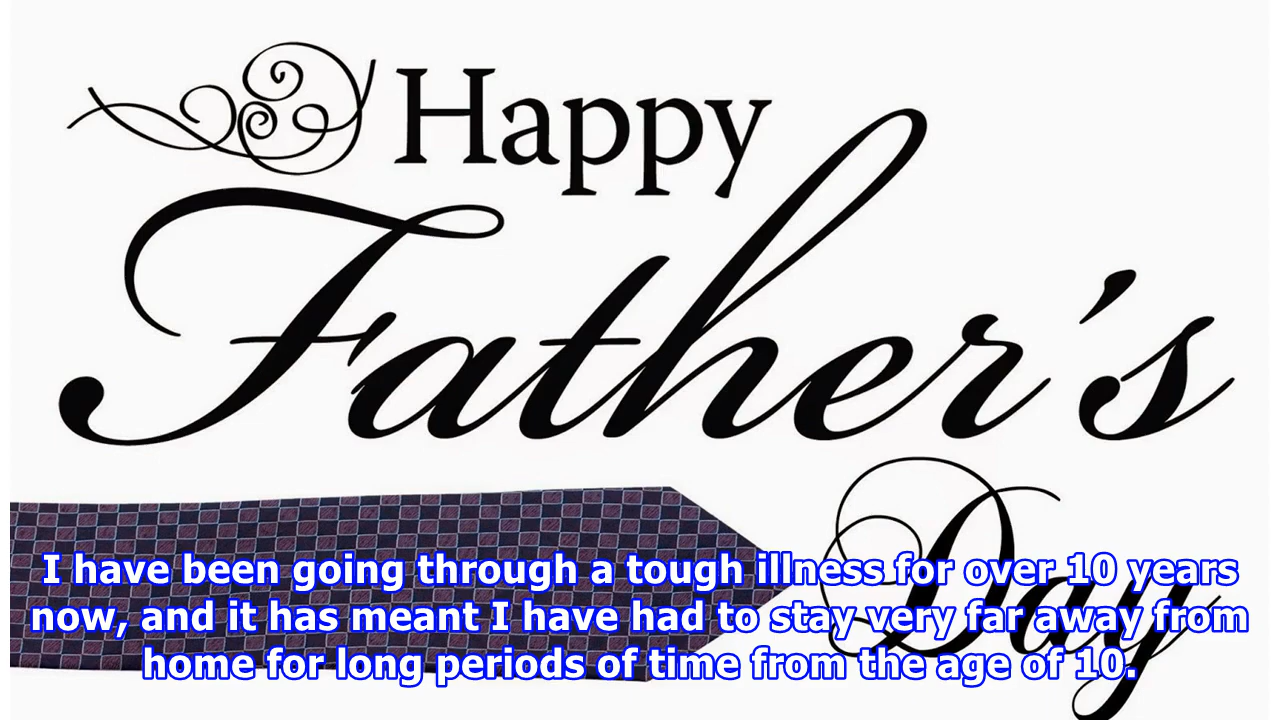 Happy
Father's
Day
I have been going through a tough illness for over 10 years
now, and it has meant I have had to stay very far away from
home for long periods of time from the age of 10.